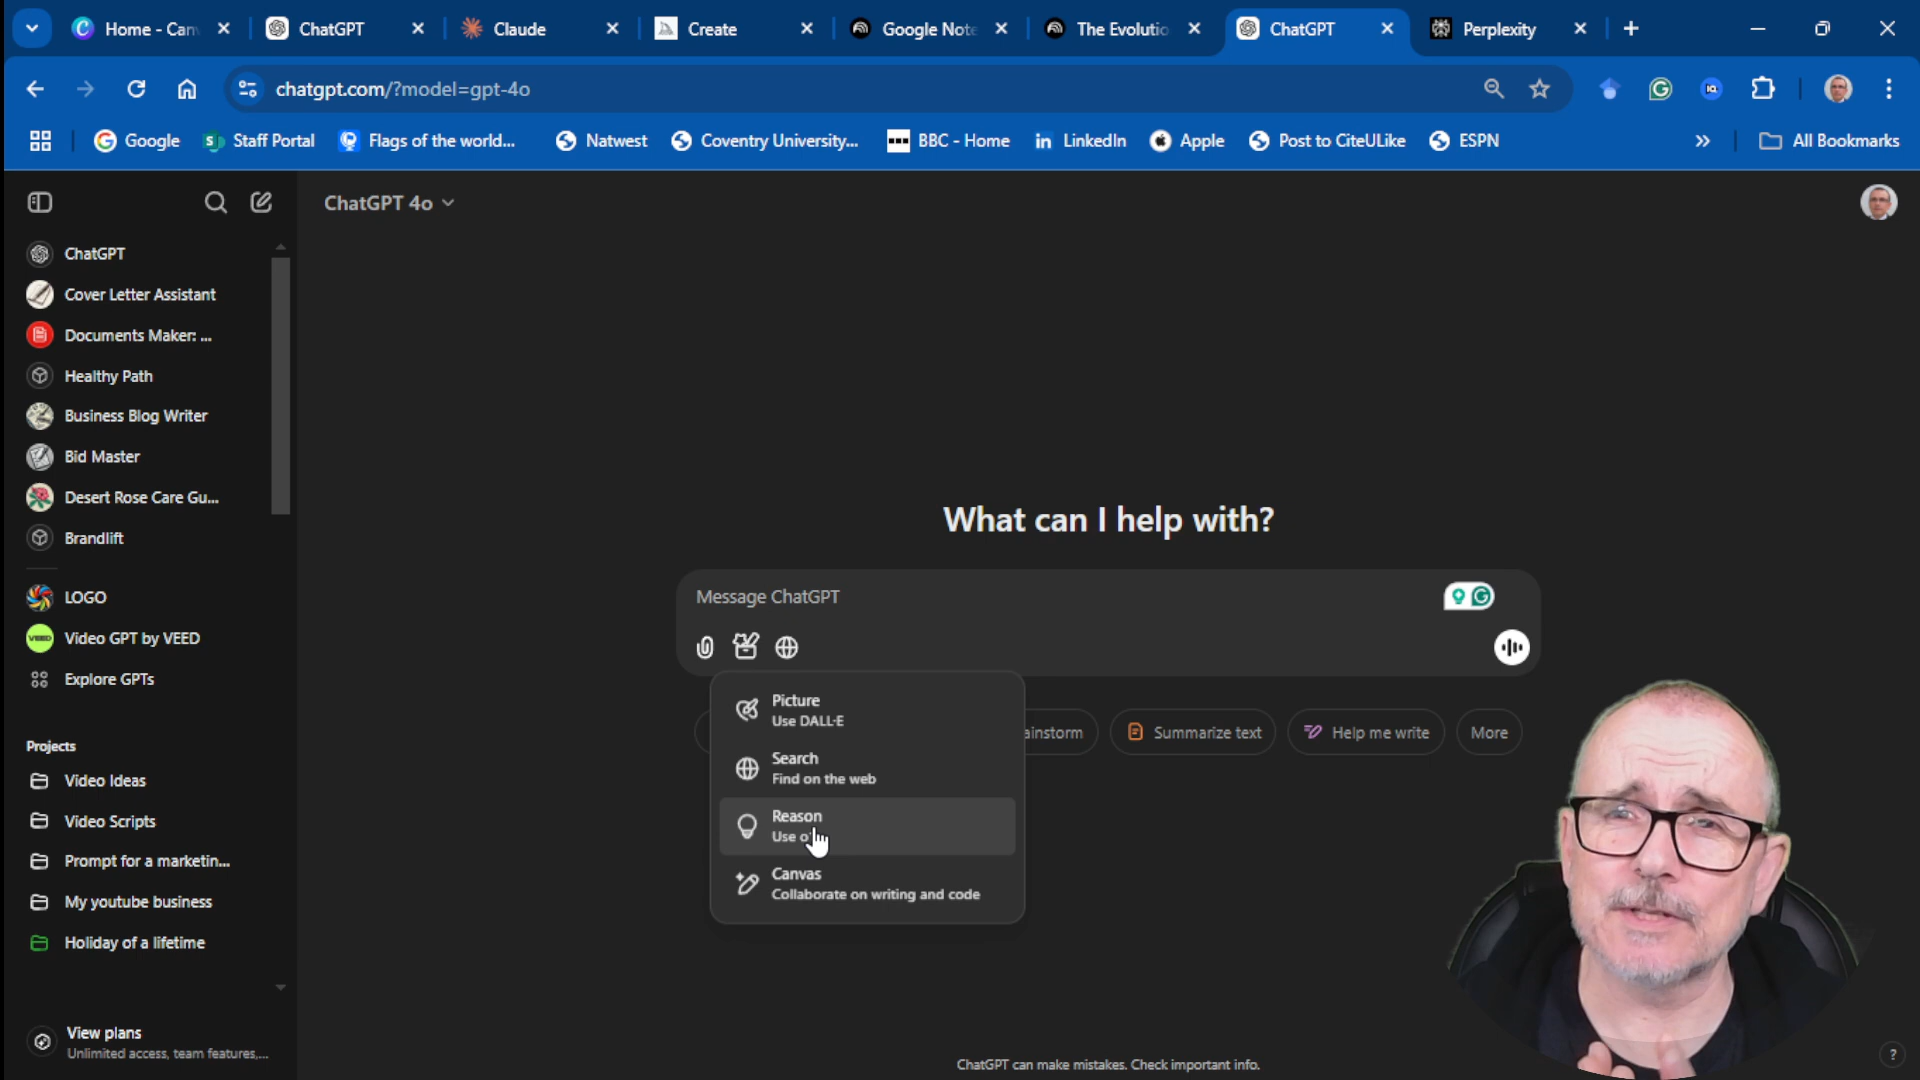 Home - Can
ChatGPT
Claude
Create
Google Note
The Evolutio
ChatGPT
Perplexity
chatgpt.com/?model=gpt-4o
Google
Staff Portal
Flags of the world...
Natwest
Coventry University...
BBC - Home
LinkedIn
Apple
Post to CiteULike
ESPN
All Bookmarks
ChatGPT 4o
ChatGPT
Cover Letter Assistant
Documents Maker: ...
Healthy Path
Business Blog Writer
Bid Master
Desert Rose Care Gu...
Brandlift
LOGO
Video GPT by VEED
Explore GPTs
Projects
Video Ideas
Video Scripts
Prompt for a marketin...
My youtube business
Holiday of a lifetime
View plans
Unlimited access, team features,...
What can I help with?
Message ChatGPT
Picture
Use DALL·E
Search
Find on the web
Reason
Use
Canvas
Collaborate on writing and code
ainstorm
Summarize text
Help me write
More
ChatGPT can make mistakes. Check important info.
?